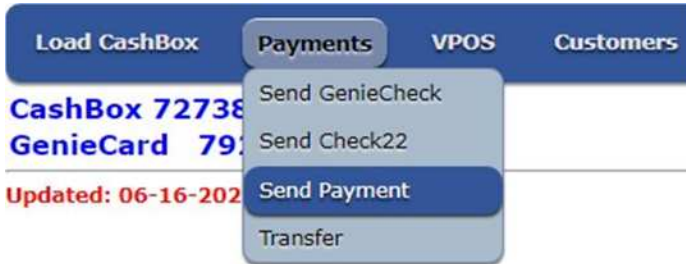 Load CashBox Payments VPOS Customers
Send GenieCheck
CashBox 72738
Send Check22
GenieCard 79
Send Payment
Updated: 06-16-202
Transfer